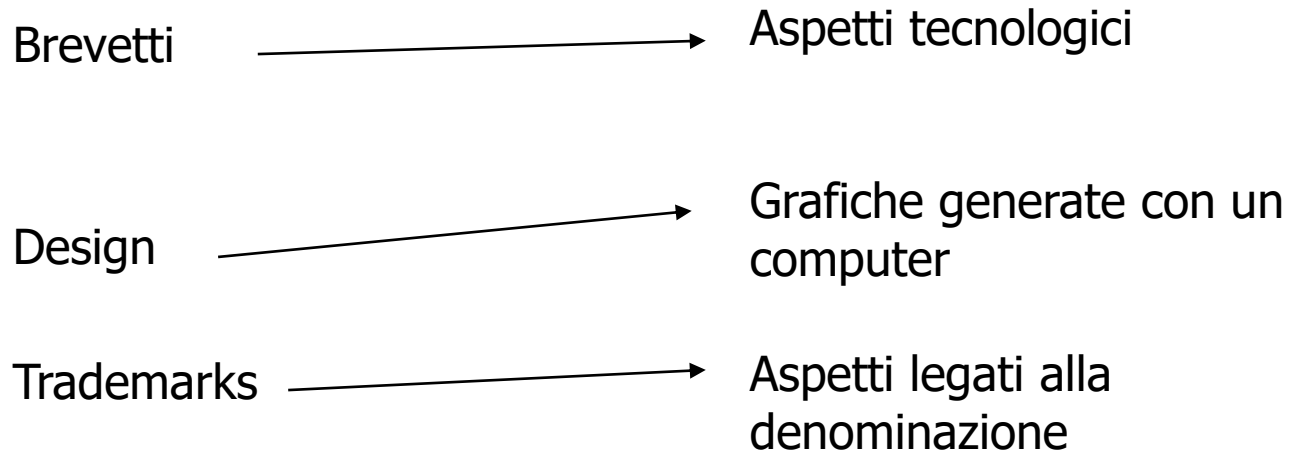 Brevetti
Aspetti tecnologici
Design
Grafiche generate con un
computer
Trademarks
Aspetti legati alla
denominazione